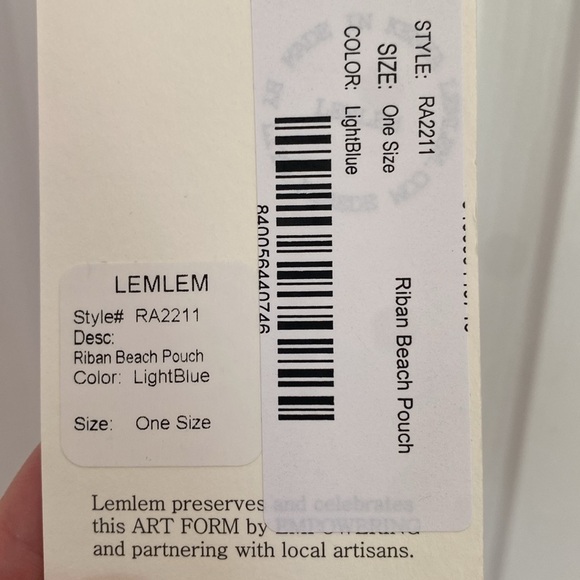 STYLE: RA2211
SIZE: One Size
COLOR: LightBlue
Riban Beach Pouch
840056440746
LEMLEM
Style# RA2211
Desc:
Riban Beach Pouch
Color: LightBlue
Size: One Size
Lemlem preserves and celebrates
this ART FORM by EMPOWERING
and partnering with local artisans.